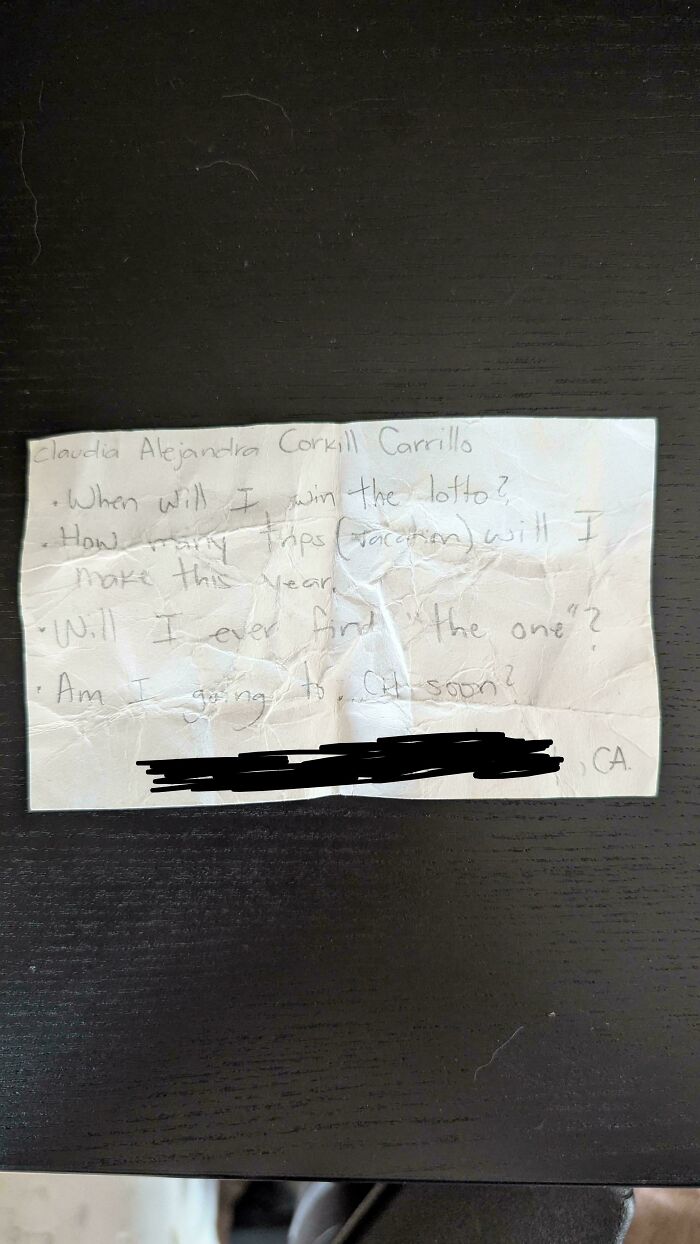 Claudia Alejandra Corkill Carrillo
• When will I win the lotto?
• How many trips (vacation) will I
make this year.
• Will I ever find "the one"?
• Am I going to. CH soon?
, CA.